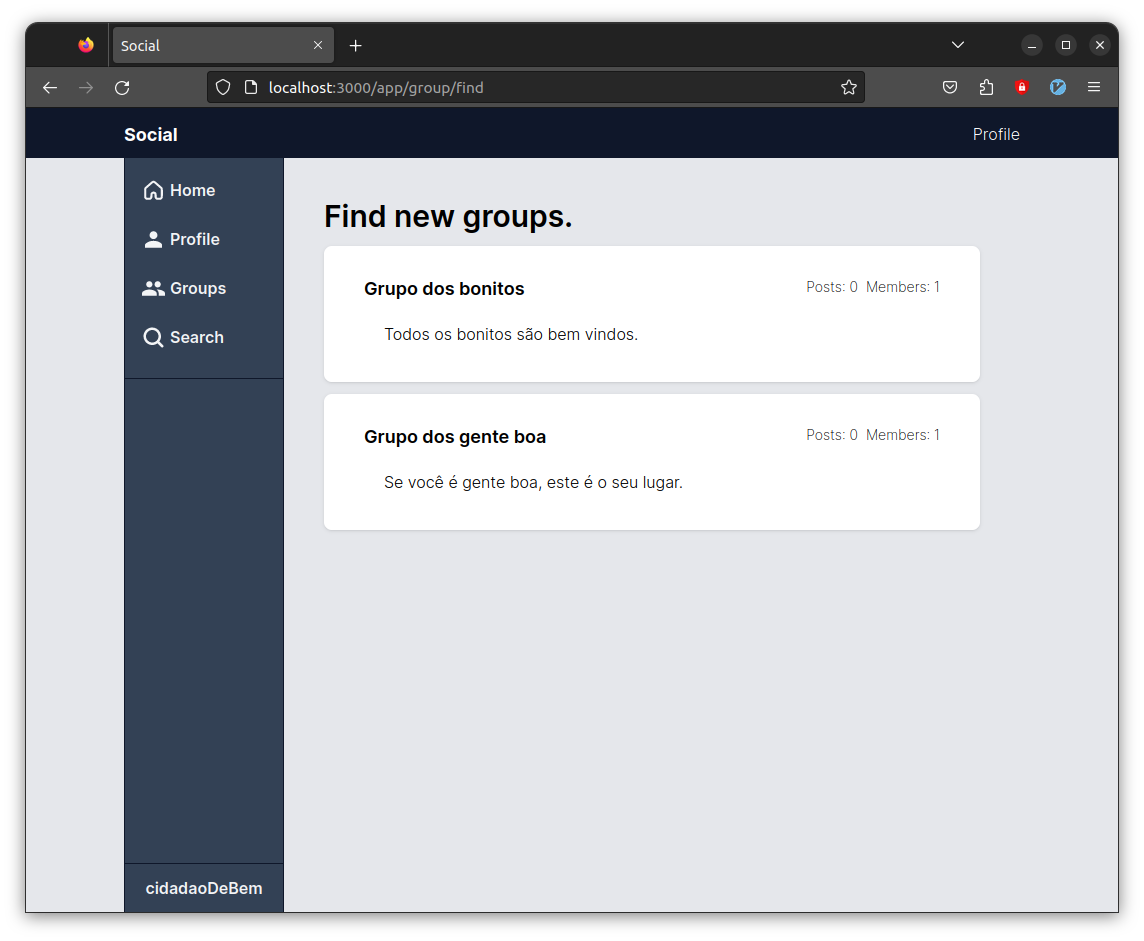 Social
localhost:3000/app/group/find
Social
Profile
Home
Profile
Groups
Search
cidadaoDeBem
Find new groups.
Grupo dos bonitos
Posts: 0 Members: 1
Todos os bonitos são bem vindos.
Grupo dos gente boa
Posts: 0 Members: 1
Se você é gente boa, este é o seu lugar.